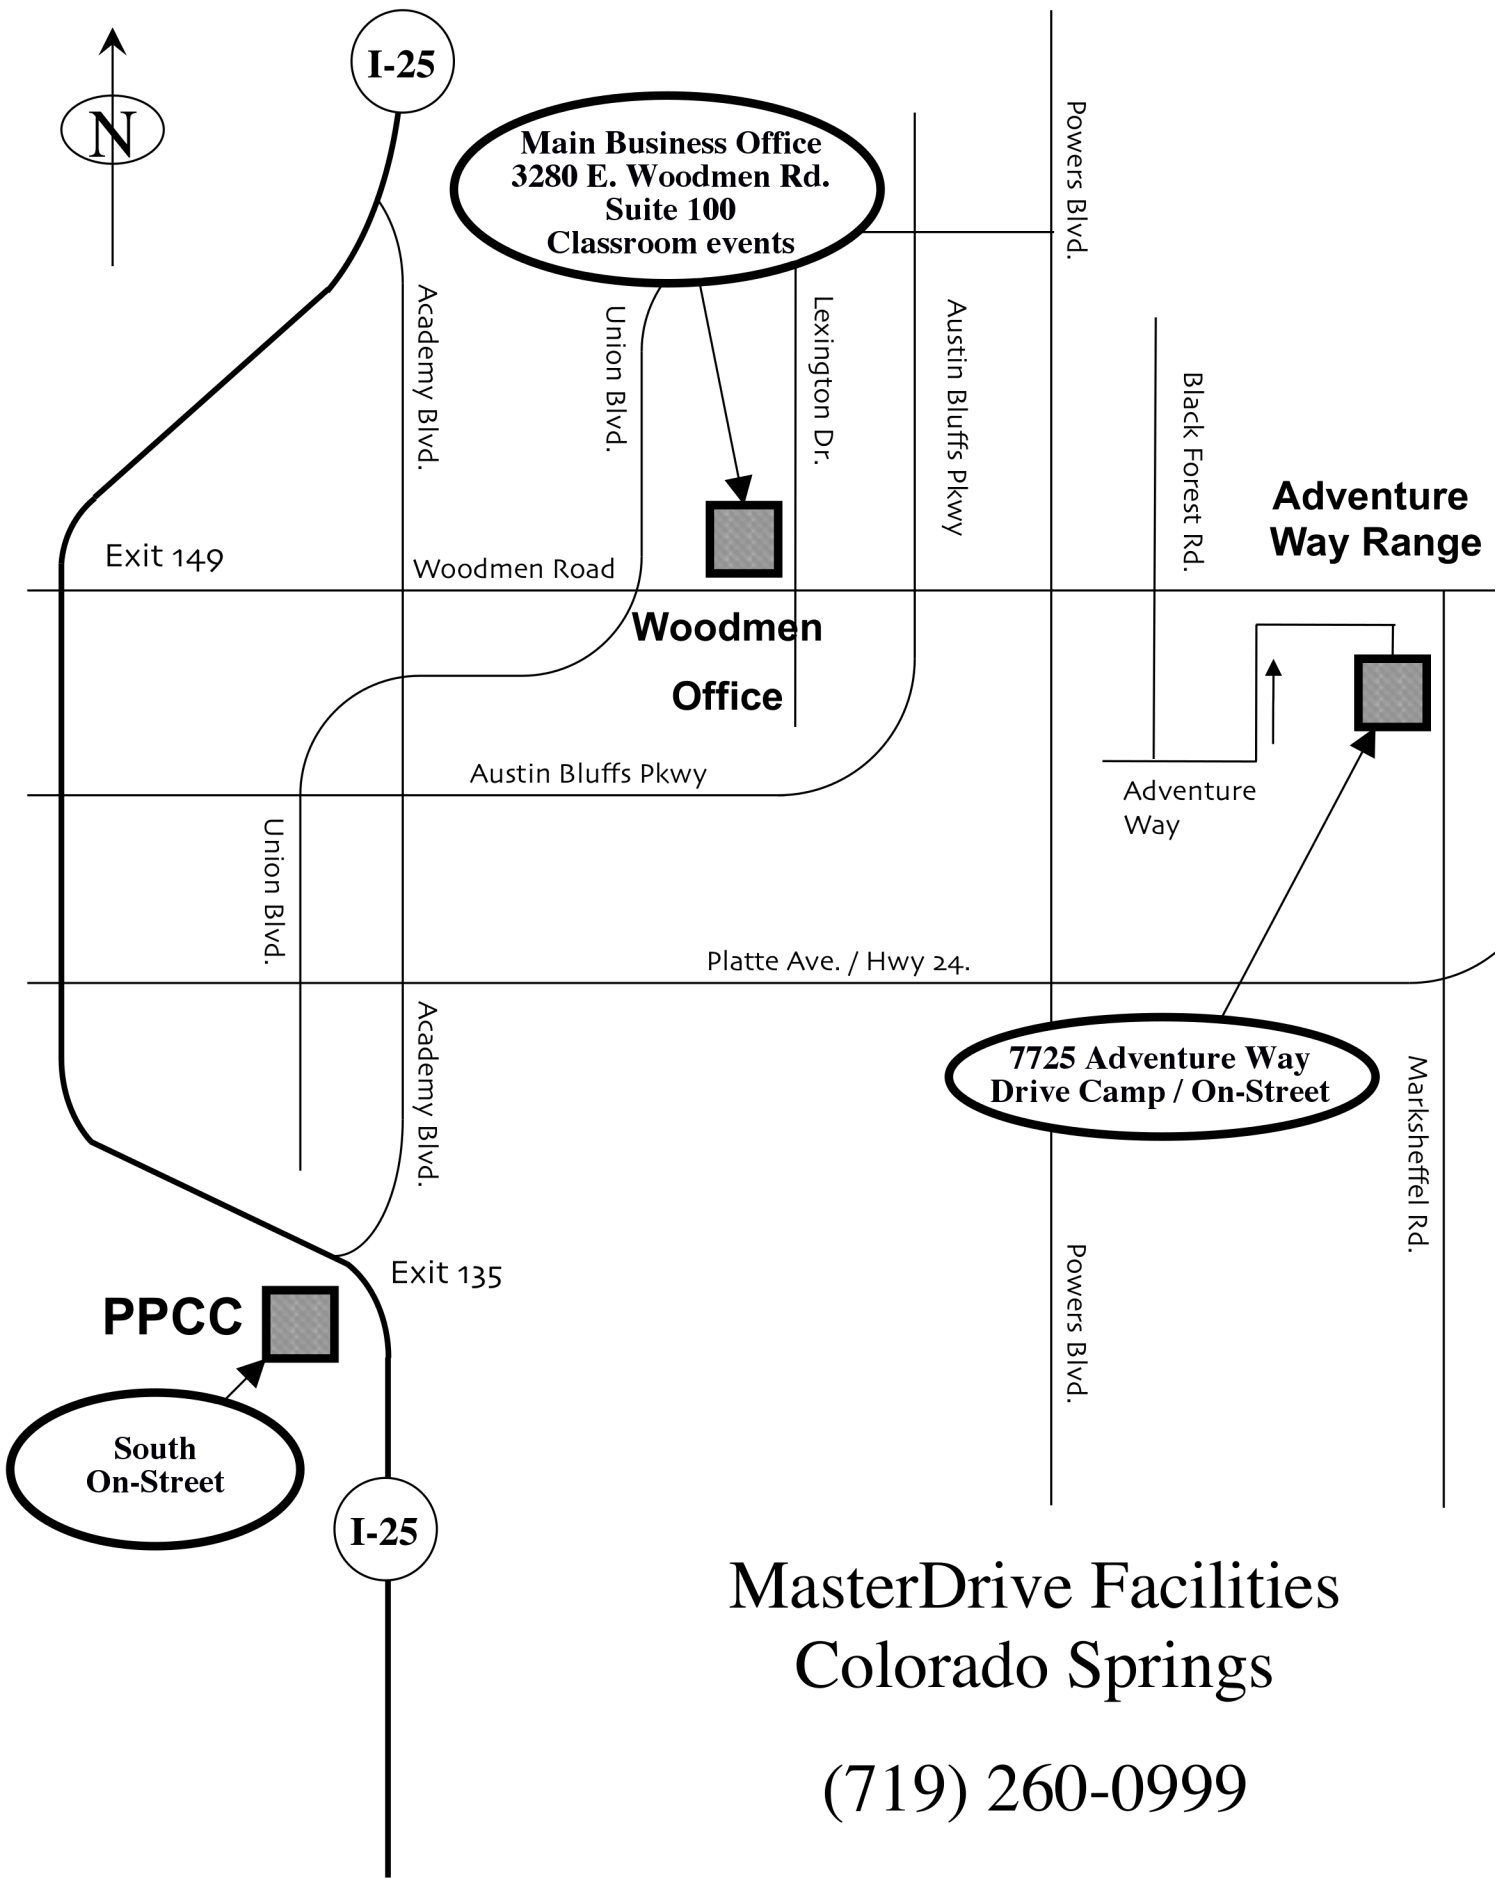 I-25
N
Main Business Office
3280 E. Woodmen Rd.
Suite 100
Classroom events
Powers Blvd.
Academy Blvd.
Union Blvd.
Lexington Dr.
Austin Bluffs Pkwy
Black Forest Rd.
Adventure
Way Range
Exit 149
Woodmen Road
Woodmen
Office
Austin Bluffs Pkwy
Adventure
Way
Union Blvd.
Platte Ave. / Hwy 24.
Academy Blvd.
7725 Adventure Way
Drive Camp / On-Street
Marksheffel Rd.
Exit 135
PPCC
Powers Blvd.
South
On-Street
I-25
MasterDrive Facilities
Colorado Springs
(719) 260-0999